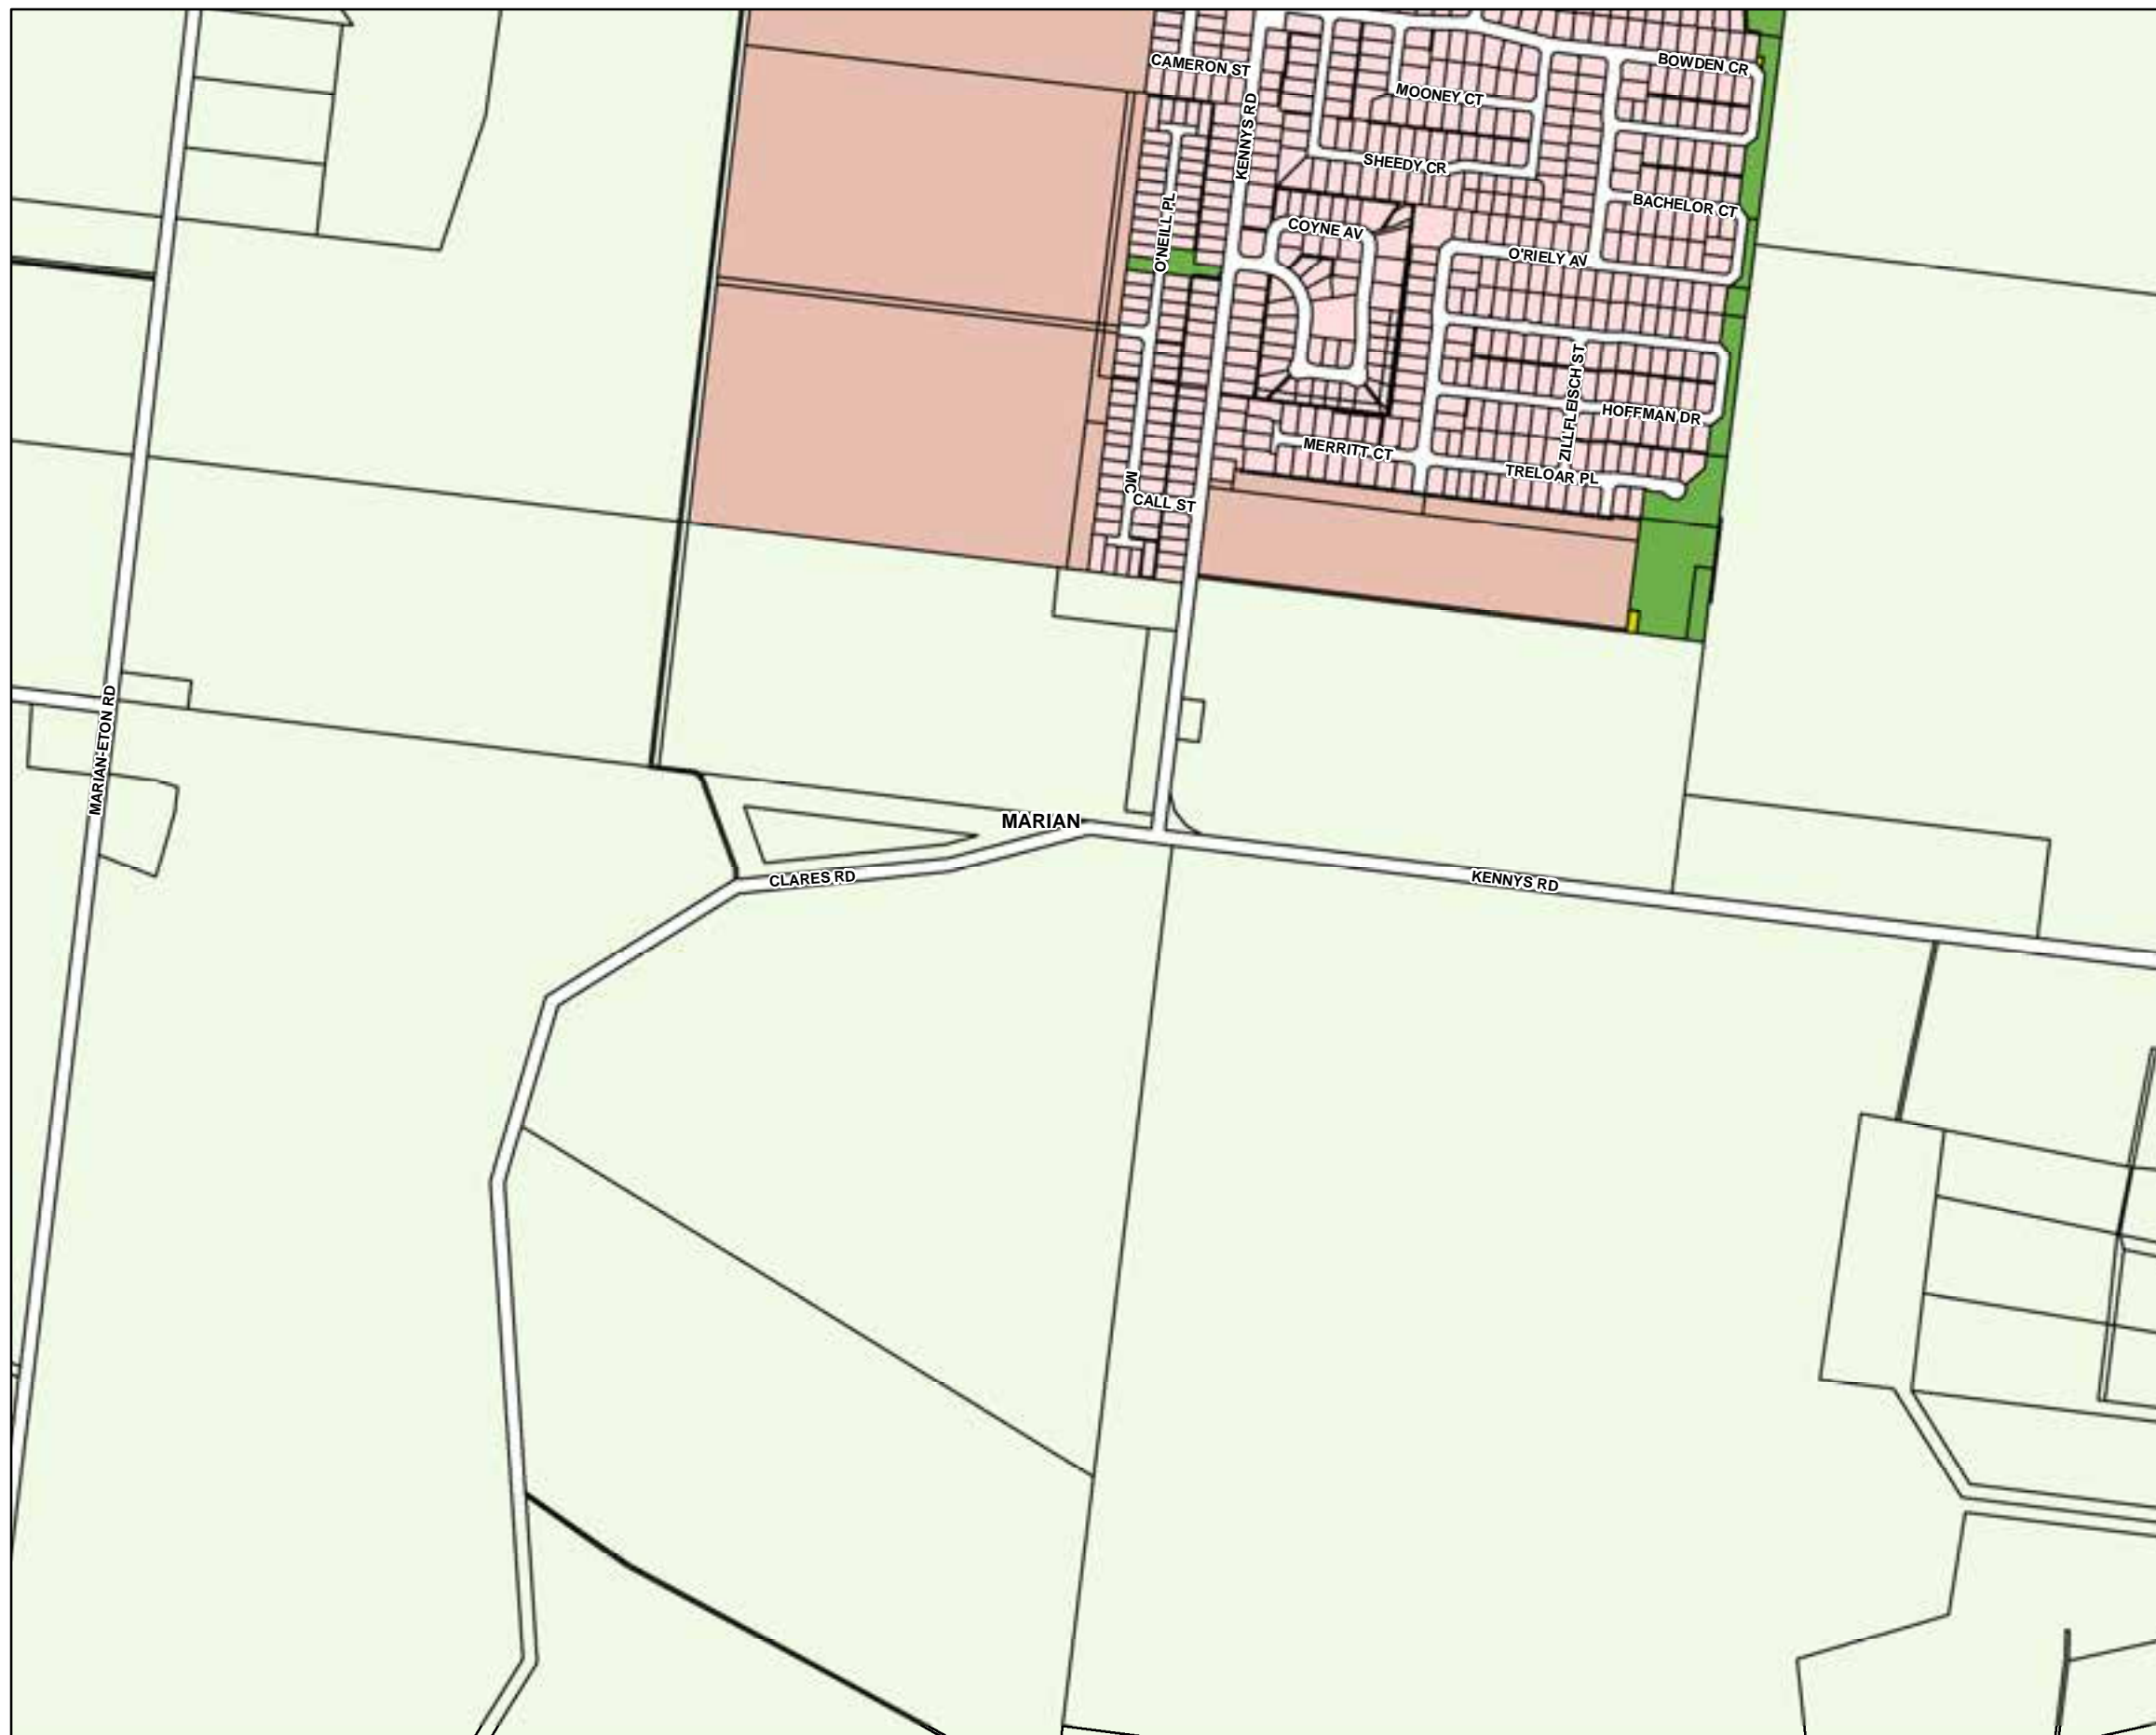 BOWDEN CR
CAMERON ST
MOONEY CT
KENNYS RD
SHEEDY CR
BACHELOR CT
O'NEILL PL
COYNE AV
O'RIELY AV
ZILLFLEISCH ST
HOFFMAN DR
MERRITT CT
TRELOAR PL
MC
CALL ST
MARIAN-ETON RD
MARIAN
CLARES RD
KENNYS RD